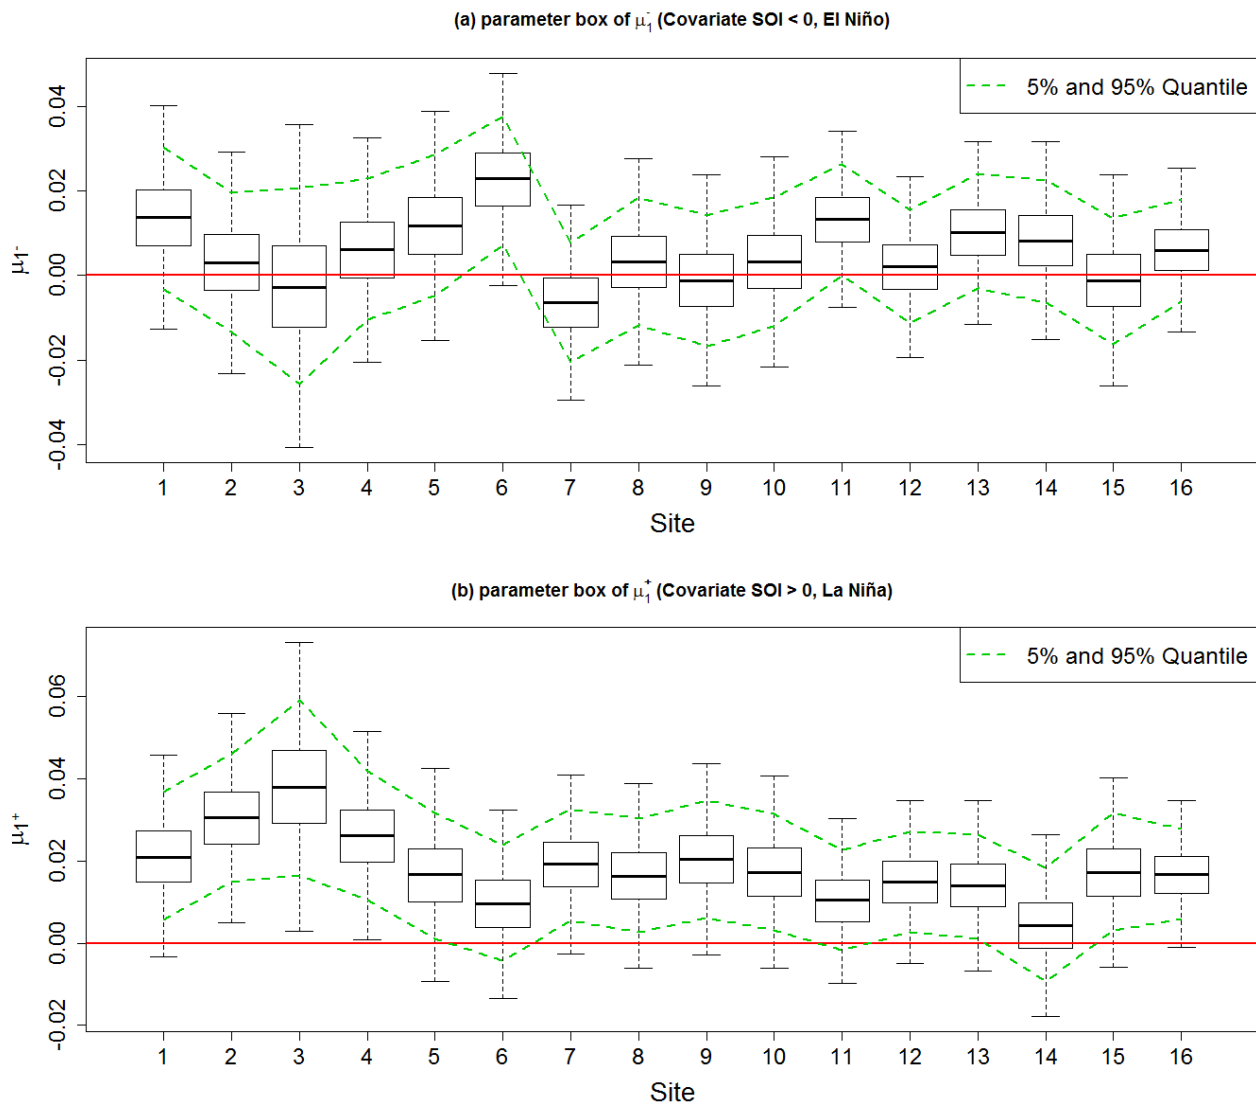 (a) parameter box of μ₁⁻ (Covariate SOI < 0, El Niño)
5% and 95% Quantile
μ₁-
0.04
0.02
0.00
-0.02
-0.04
1 2 3 4 5 6 7 8 9 10 11 12 13 14 15 16
Site
(b) parameter box of μ₁⁺ (Covariate SOI > 0, La Niña)
5% and 95% Quantile
μ₁+
0.06
0.04
0.02
0.00
-0.02
1 2 3 4 5 6 7 8 9 10 11 12 13 14 15 16
Site